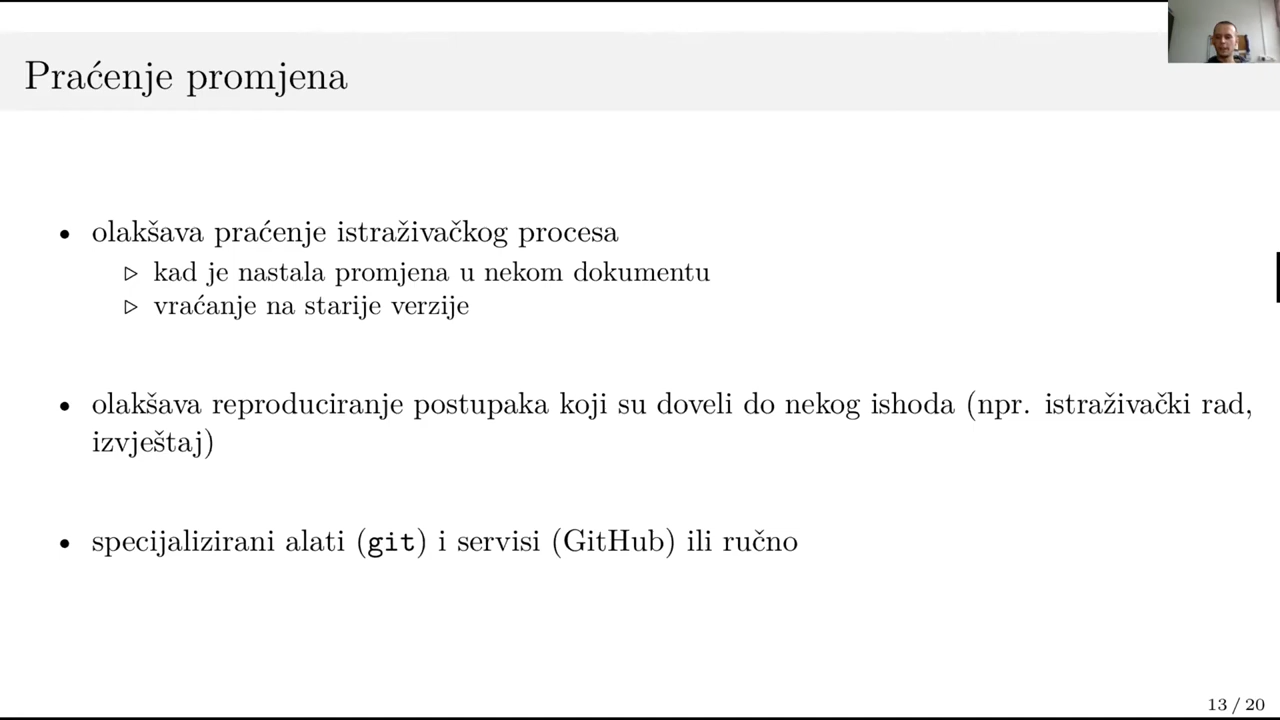 Praćenje promjena
• olakšava praćenje istraživačkog procesa
▷ kad je nastala promjena u nekom dokumentu
▷ vraćanje na starije verzije
• olakšava reproduciranje postupaka koji su doveli do nekog ishoda (npr. istraživački rad,
izvještaj)
• specijalizirani alati (git) i servisi (GitHub) ili ručno
13 / 20